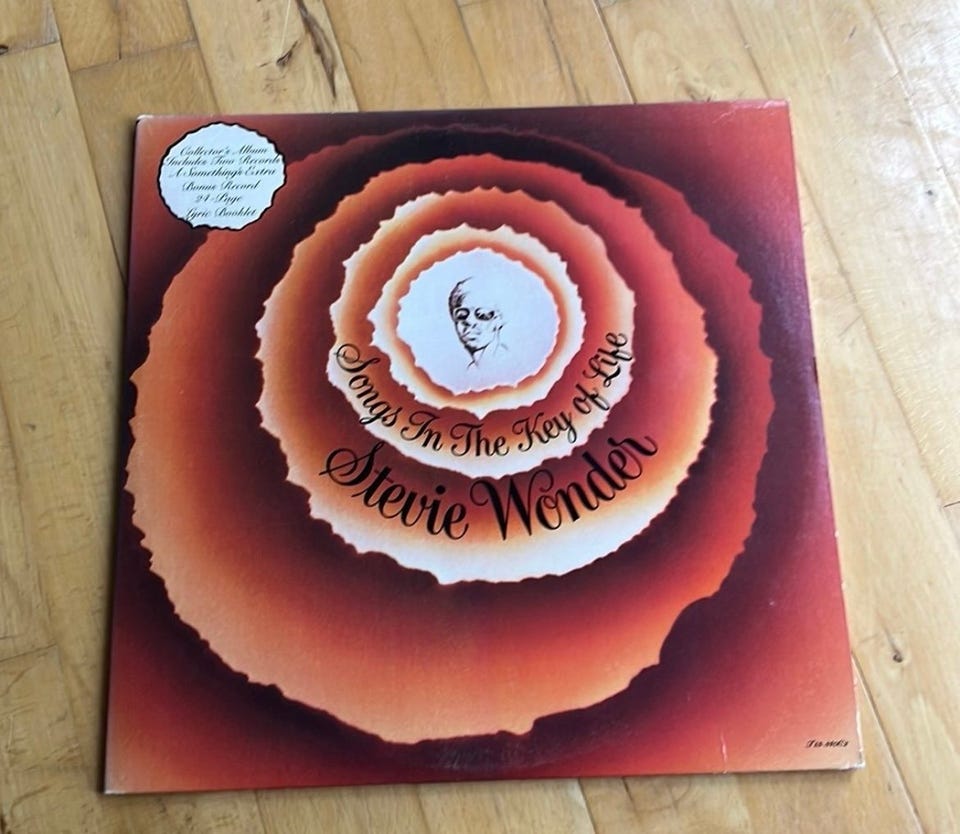 Collector's Album
Includes Two Records
A Something's Extra
Bonus Record
24-Page
Lyric Booklet
Songs In The Key of Life
Stevie Wonder